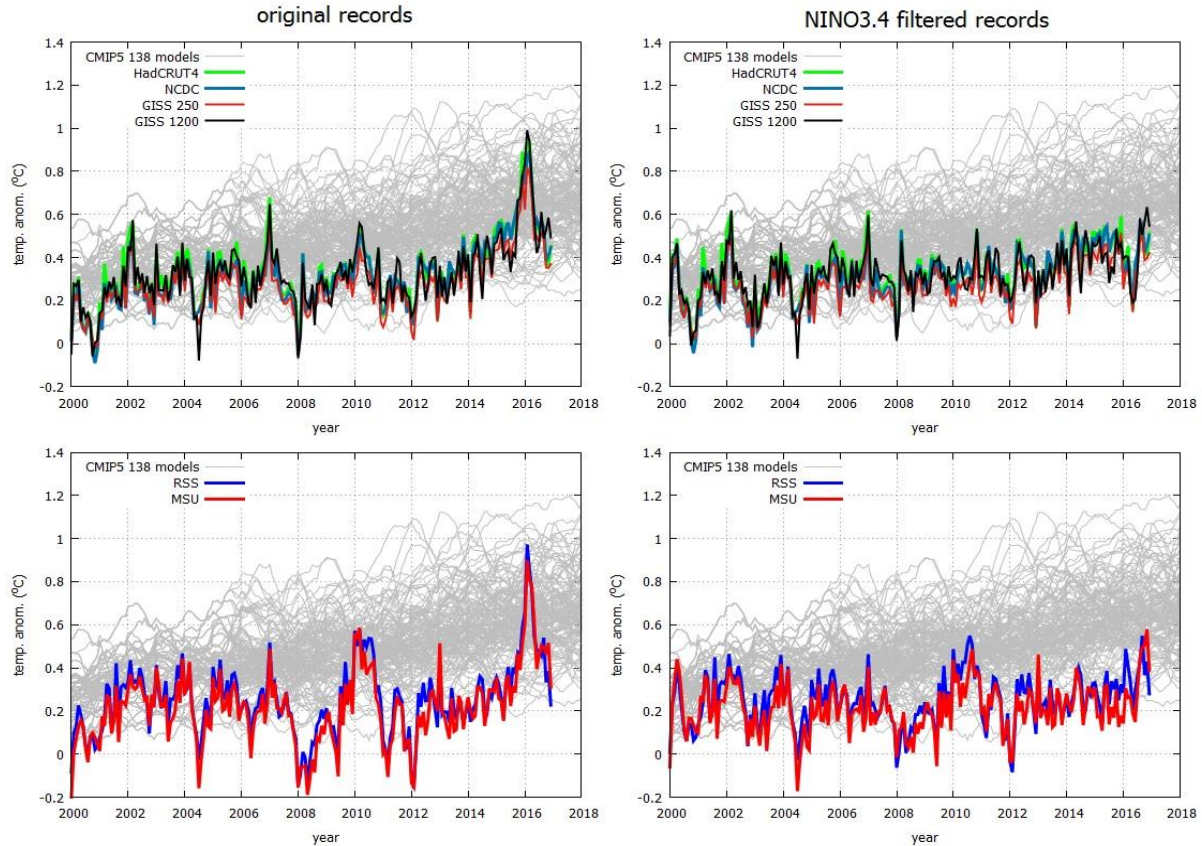 original records
NINO3.4 filtered records
1.4
1.2
1
0.8
0.6
0.4
0.2
0
-0.2
temp. anom. (⁰C)
CMIP5 138 models
HadCRUT4
NCDC
GISS 250
GISS 1200
2000 2002 2004 2006 2008 2010 2012 2014 2016 2018
year
1.4
1.2
1
0.8
0.6
0.4
0.2
0
-0.2
temp. anom. (⁰C)
CMIP5 138 models
HadCRUT4
NCDC
GISS 250
GISS 1200
2000 2002 2004 2006 2008 2010 2012 2014 2016 2018
year
1.4
1.2
1
0.8
0.6
0.4
0.2
0
-0.2
temp. anom. (⁰C)
CMIP5 138 models
RSS
MSU
2000 2002 2004 2006 2008 2010 2012 2014 2016 2018
year
1.4
1.2
1
0.8
0.6
0.4
0.2
0
-0.2
temp. anom. (⁰C)
CMIP5 138 models
RSS
MSU
2000 2002 2004 2006 2008 2010 2012 2014 2016 2018
year